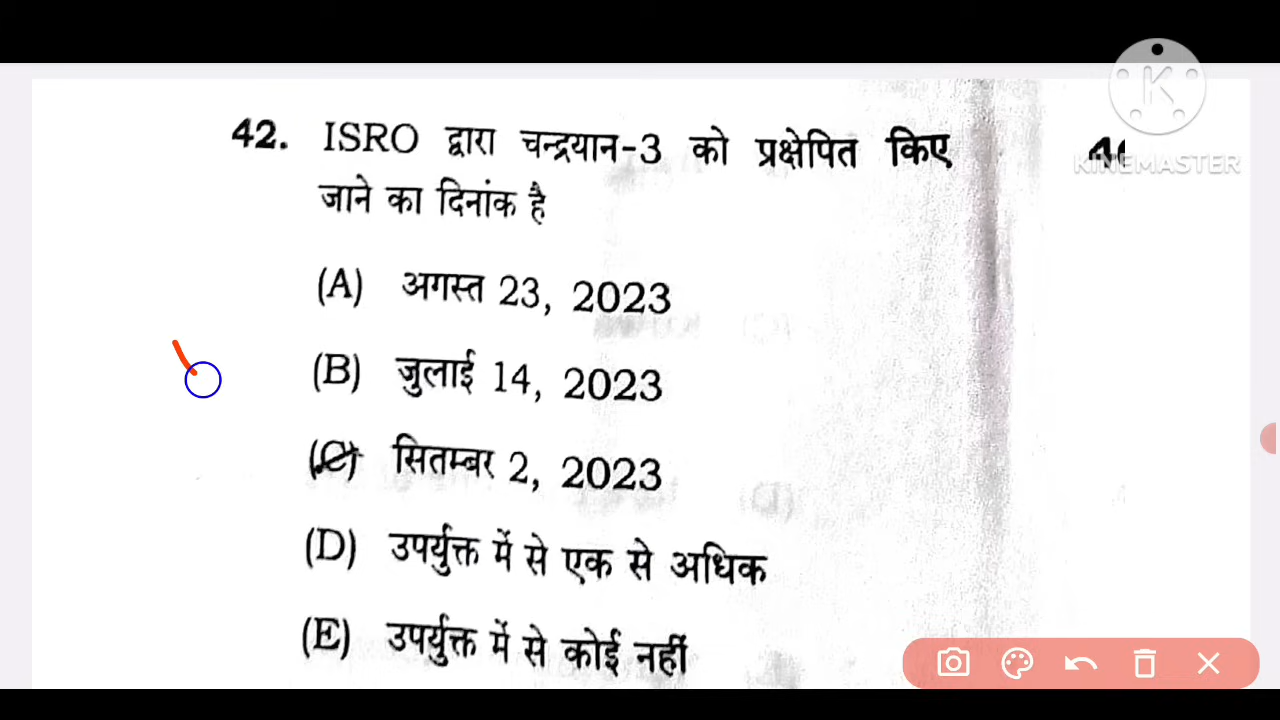 KINEMASTER
42. ISRO द्वारा चन्द्रयान-3 को प्रक्षेपित किए
जाने का दिनांक है
(A) अगस्त 23, 2023
(B) जुलाई 14, 2023
(C) सितम्बर 2, 2023
(D) उपर्युक्त में से एक से अधिक
(E) उपर्युक्त में से कोई नहीं